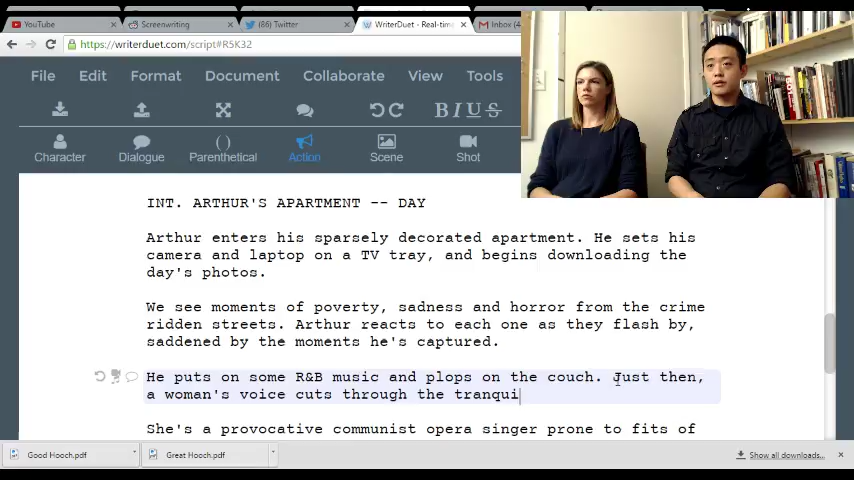 YouTube
Screenwriting
(86) Twitter
WriterDuet - Real-time
Gmail - Inbox (4
https://writerduet.com/script#R5K32
File Edit Format Document Collaborate View Tools
B I U S
Character Dialogue Parenthetical Action Scene Shot
INT. ARTHUR'S APARTMENT -- DAY
Arthur enters his sparsely decorated apartment. He sets his
camera and laptop on a TV tray, and begins downloading the
day's photos.
We see moments of poverty, sadness and horror from the crime
ridden streets. Arthur reacts to each one as they flash by,
saddened by the moments he's captured.
He puts on some R&B music and plops on the couch. Just then,
a woman's voice cuts through the tranqui
She's a provocative communist opera singer prone to fits of
Good Hooch.pdf
Great Hooch.pdf
Show all downloads...